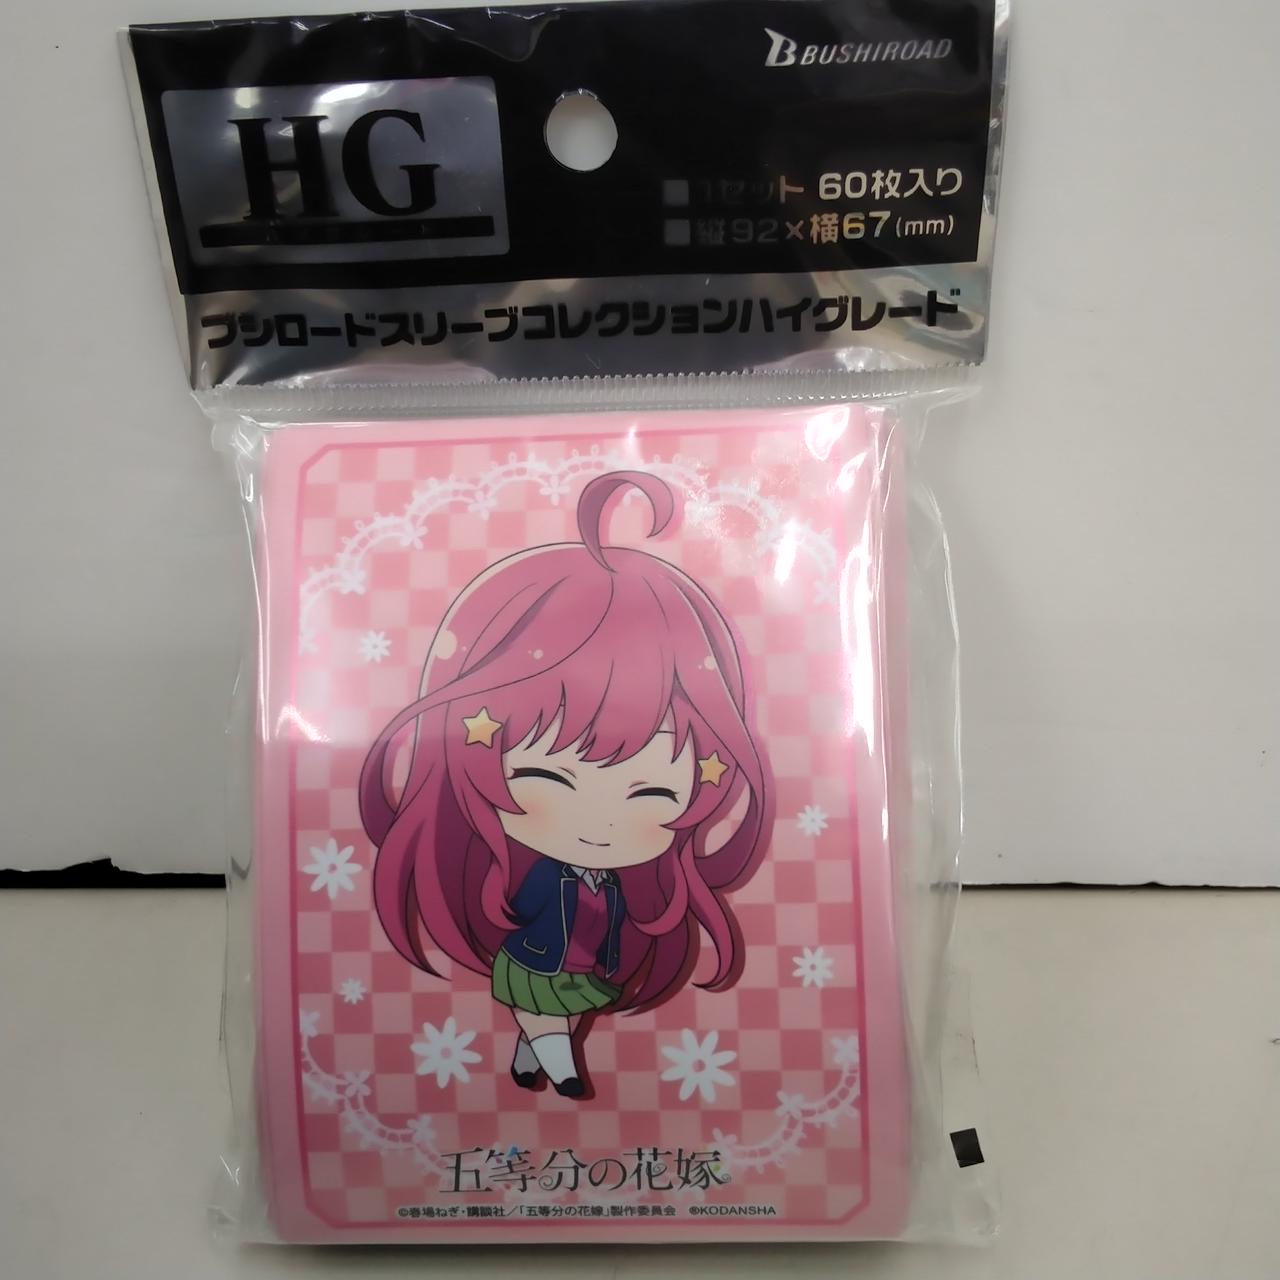 BUSHIROAD
HG
■1セット 60枚入り
■縦92×横67(mm)
ブシロードスリーブコレクションハイグレード
五等分の花嫁
©春場ねぎ・講談社／「五等分の花嫁」製作委員会 ®KODANSHA